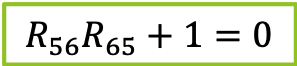 R₅₆R₆₅ + 1 = 0